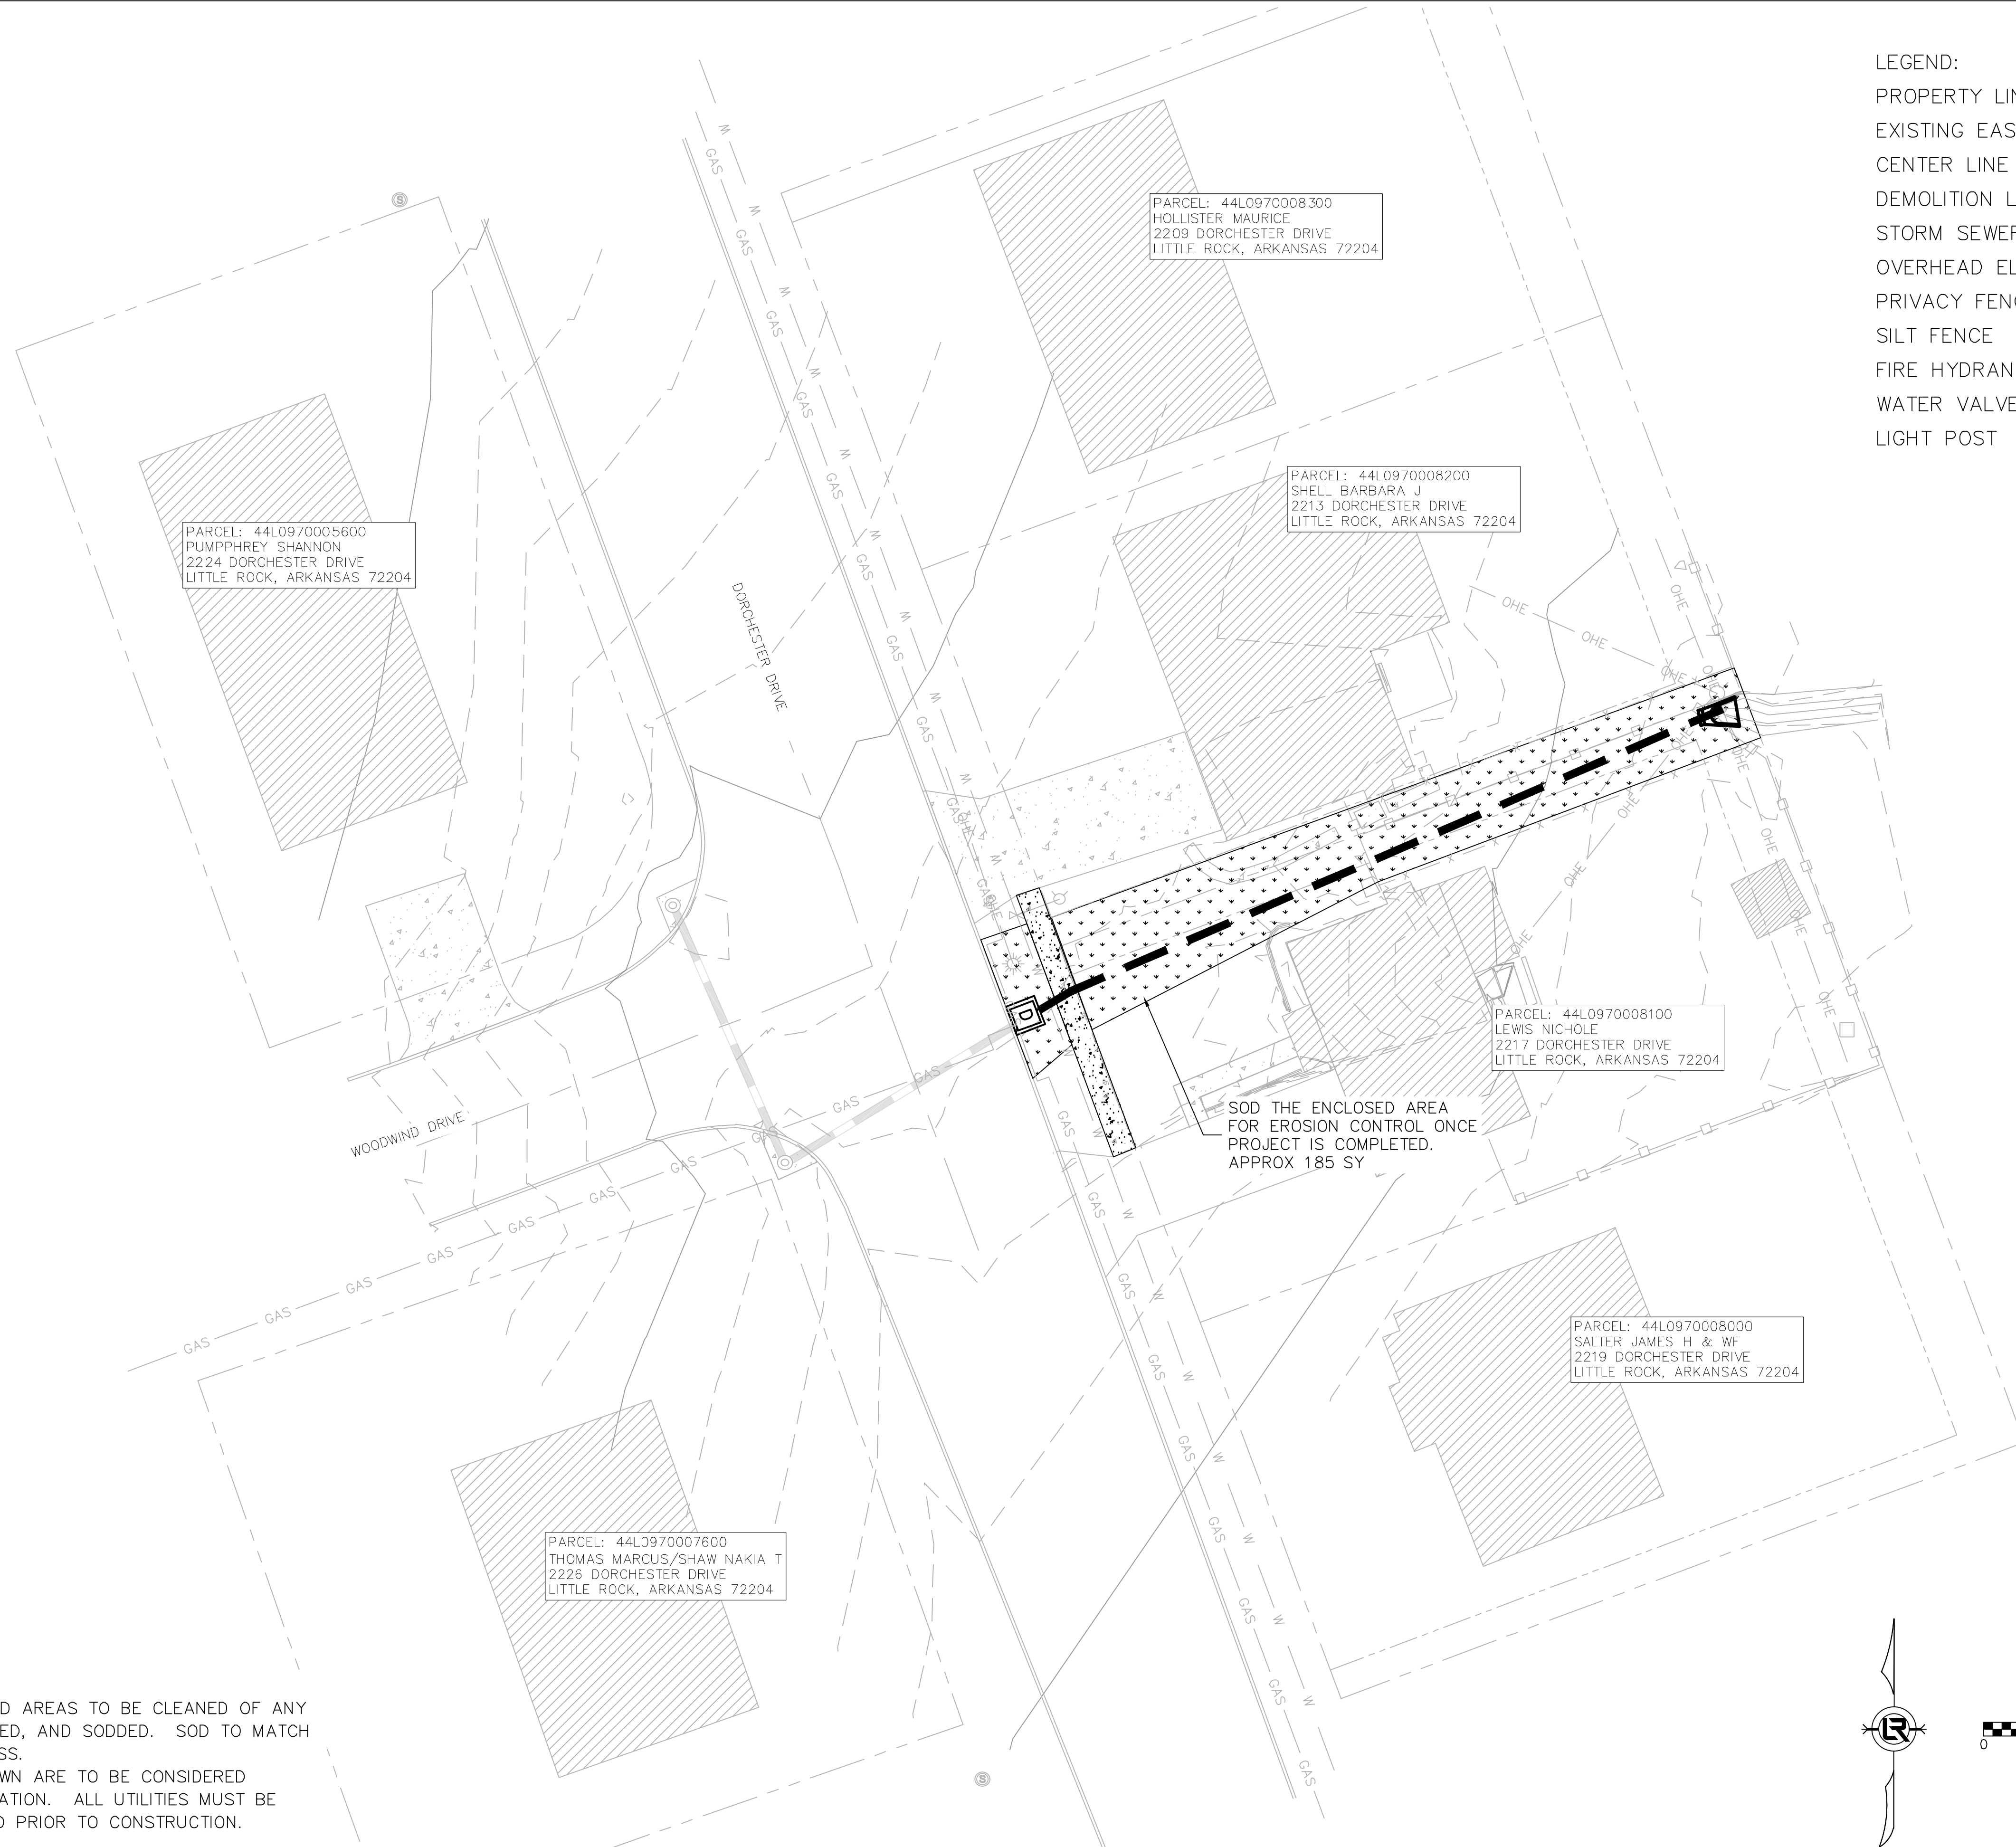 LEGEND:
PROPERTY LIN
EXISTING EAS
CENTER LINE
DEMOLITION L
STORM SEWER
OVERHEAD EL
PRIVACY FENC
SILT FENCE
FIRE HYDRAN
WATER VALVE
LIGHT POST
PARCEL: 44L0970008300
HOLLISTER MAURICE
2209 DORCHESTER DRIVE
LITTLE ROCK, ARKANSAS 72204
PARCEL: 44L0970008200
SHELL BARBARA J
2213 DORCHESTER DRIVE
LITTLE ROCK, ARKANSAS 72204
PARCEL: 44L0970005600
PUMPPHREY SHANNON
2224 DORCHESTER DRIVE
LITTLE ROCK, ARKANSAS 72204
DORCHESTER DRIVE
WOODWIND DRIVE
PARCEL: 44L0970008100
LEWIS NICHOLE
2217 DORCHESTER DRIVE
LITTLE ROCK, ARKANSAS 72204
SOD THE ENCLOSED AREA
FOR EROSION CONTROL ONCE
PROJECT IS COMPLETED.
APPROX 185 SY
PARCEL: 44L0970008000
SALTER JAMES H & WF
2219 DORCHESTER DRIVE
LITTLE ROCK, ARKANSAS 72204
PARCEL: 44L0970007600
THOMAS MARCUS/SHAW NAKIA T
2226 DORCHESTER DRIVE
LITTLE ROCK, ARKANSAS 72204
D AREAS TO BE CLEANED OF ANY
ED, AND SODDED. SOD TO MATCH
SS.
WN ARE TO BE CONSIDERED
ATION. ALL UTILITIES MUST BE
D PRIOR TO CONSTRUCTION.
GAS
W
OHE
S
D
LR
0